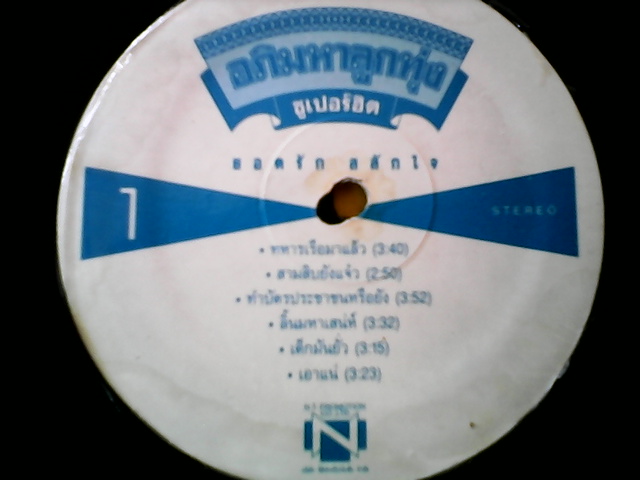 อภิมหาลูกทุ่ง
ซูเปอร์ฮิต
ยอดรัก สลักใจ
1
STEREO
• ทหารเรือมาแล้ว (3:40)
• สามสิบยังแจ๋ว (2:50)
• ทำบัตรประชาชนหรือยัง (3:52)
• ลิ้นมหาเสน่ห์ (3:32)
• เด็กมันยั่ว (3:15)
• เอาแน่ (3:23)
N